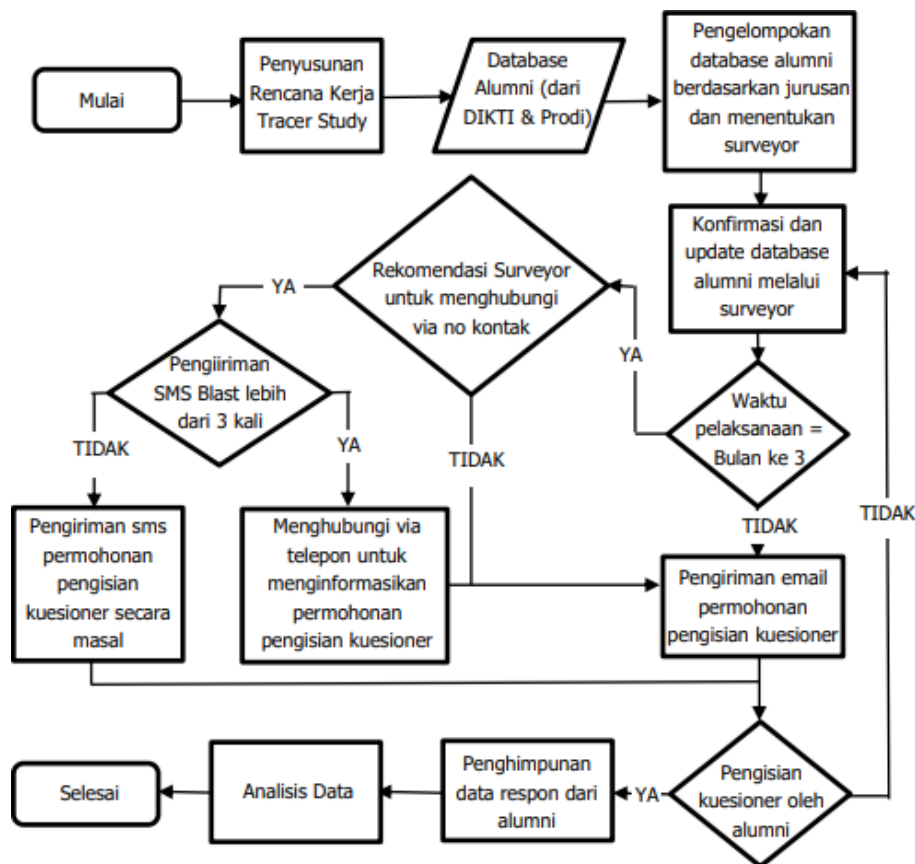 Mulai
Penyusunan
Rencana Kerja
Tracer Study
Database
Alumni (dari
DIKTI & Prodi)
Pengelompokan
database alumni
berdasarkan jurusan
dan menentukan
surveyor
Konfirmasi dan
update database
alumni melalui
surveyor
Rekomendasi Surveyor
untuk menghubungi
via no kontak
YA
YA
Pengiiriman
SMS Blast lebih
dari 3 kali
Waktu
pelaksanaan =
Bulan ke 3
TIDAK
YA
TIDAK
TIDAK
TIDAK
Pengiriman sms
permohonan
pengisian
kuesioner secara
masal
Menghubungi via
telepon untuk
menginformasikan
permohonan
pengisian kuesioner
Pengiriman email
permohonan
pengisian kuesioner
Pengisian
kuesioner oleh
alumni
YA
Penghimpunan
data respon dari
alumni
Analisis Data
Selesai